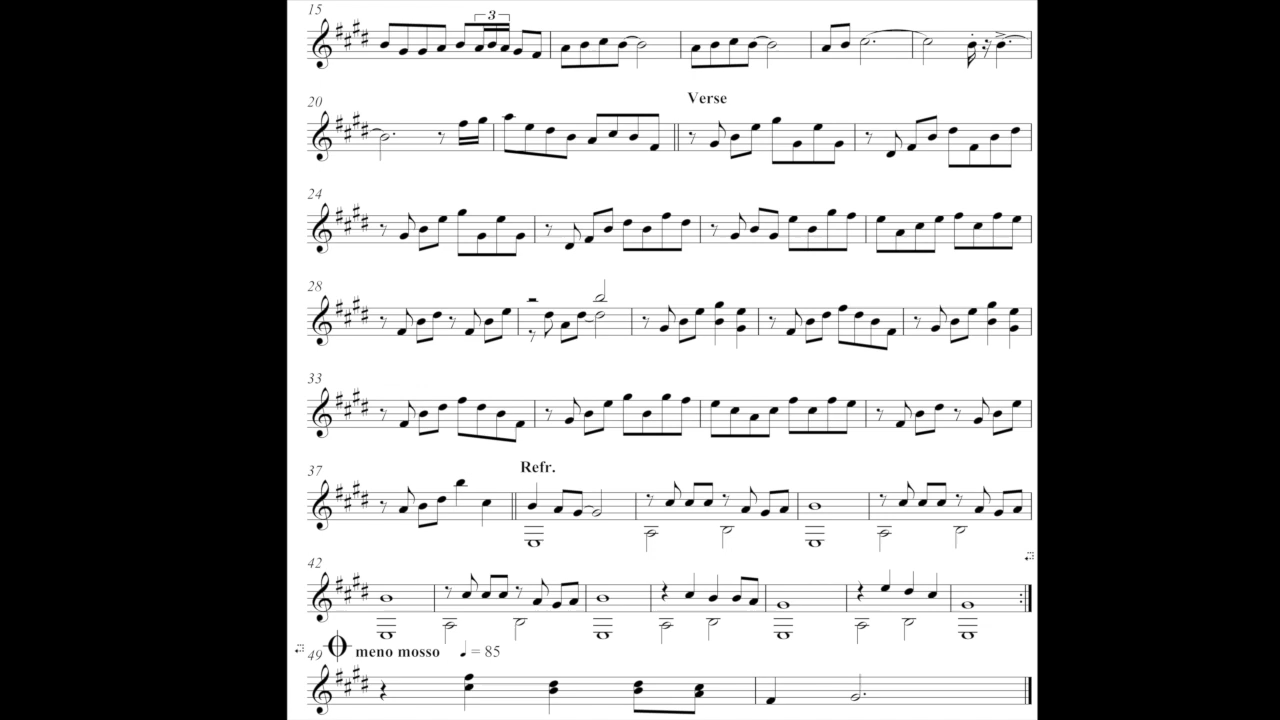 15
3
20
Verse
24
28
33
37
Refr.
42
49 meno mosso = 85